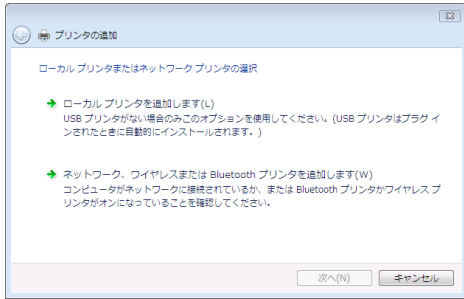 プリンタの追加
ローカル プリンタまたはネットワーク プリンタの選択
ローカル プリンタを追加します(L)
USB プリンタがない場合のみこのオプションを使用してください。(USB プリンタはプラグ イ
ンされたときに自動的にインストールされます。)
ネットワーク、ワイヤレスまたは Bluetooth プリンタを追加します(W)
コンピュータがネットワークに接続されているか、または Bluetooth プリンタかワイヤレス プ
リンタがオンになっていることを確認してください。
次へ(N) キャンセル